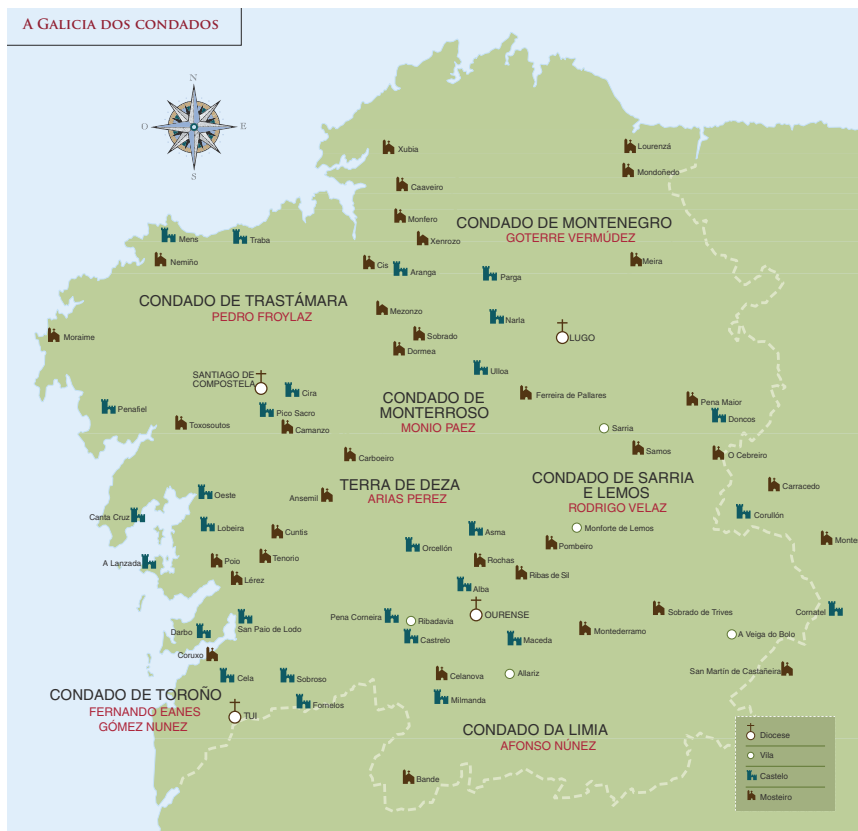 A GALICIA DOS CONDADOS
N
O
E
S
Xubia
Lourenzá
Mondoñedo
Caaveiro
Monfero
CONDADO DE MONTENEGRO
GOTERRE VERMÚDEZ
Mens
Traba
Xenrozo
Nemiño
Cis
Aranga
Parga
Meira
CONDADO DE TRASTÁMARA
PEDRO FROYLAZ
Mezonzo
Narla
Moraime
Sobrado
LUGO
Dormea
SANTIAGO DE
COMPOSTELA
Ulloa
Cira
CONDADO DE
MONTERROSO
MONIO PAEZ
Ferreira de Pallares
Pena Maior
Doncos
Penafiel
Pico Sacro
Toxosoutos
Camanzo
Sarria
Samos
O Cebreiro
Carboeiro
TERRA DE DEZA
ARIAS PEREZ
CONDADO DE SARRIA
E LEMOS
RODRIGO VELAZ
Carracedo
Oeste
Ansemil
Canta Cruz
Corullón
Lobeira
Cuntis
Asma
Monforte de Lemos
Monte
Orcellón
Pombeiro
A Lanzada
Poio
Tenorio
Rochas
Lérez
Ribas de Sil
Alba
San Paío de Lodo
Pena Corneira
Ribadavia
OURENSE
Sobrado de Trives
Cornatel
Darbo
Castrelo
Maceda
Montederramo
A Veiga do Bolo
Coruxo
Cela
Sobroso
Celanova
Allariz
San Martín de Castañeira
CONDADO DE TOROÑO
FERNANDO EANES
GÓMEZ NUNEZ
Fornelos
Milmanda
TUI
CONDADO DA LIMIA
AFONSO NÚNEZ
Bande
Diocese
Vila
Castelo
Mosteiro